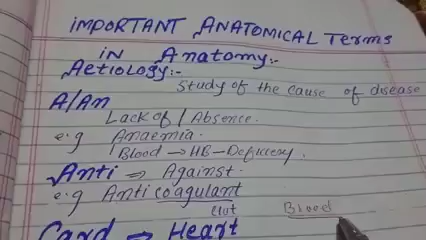 IMPORTANT ANATOMICAL Terms
in Anatomy:-
Aetiology:-
Study of the cause of disease
A/An
Lack of / Absence.
e.g Anaemia.
Blood → HB-Deficiecy.
Anti ⇒ Against.
e.g Anticoagulant
Clot Blood
Card ⇒ Heart